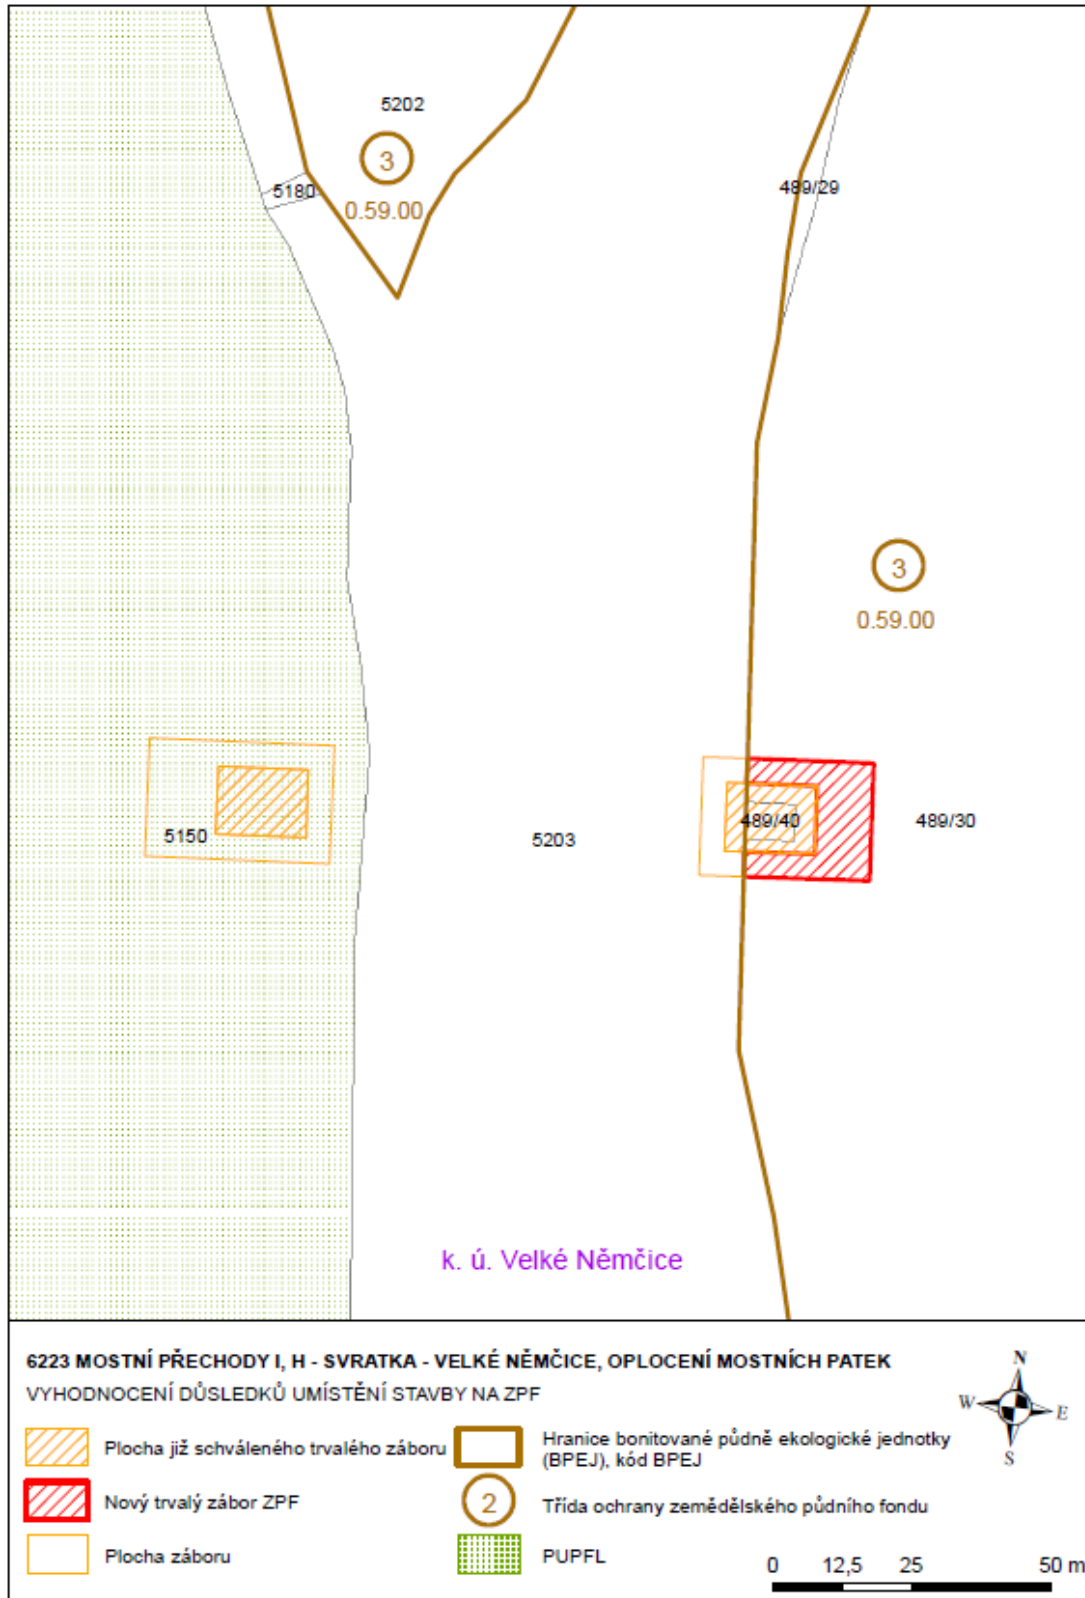 5202
3
5180
489/29
0.59.00
3
0.59.00
489/40
489/30
5150
5203
k. ú. Velké Němčice
6223 MOSTNÍ PŘECHODY I, H - SVRATKA - VELKÉ NĚMČICE, OPLOCENÍ MOSTNÍCH PATEK
VYHODNOCENÍ DŮSLEDKŮ UMÍSTĚNÍ STAVBY NA ZPF
N
W
E
S
Plocha již schváleného trvalého záboru
Hranice bonitované půdně ekologické jednotky
(BPEJ), kód BPEJ
Nový trvalý zábor ZPF
2
Třída ochrany zemědělského půdního fondu
Plocha záboru
PUPFL
0 12,5 25 50 m